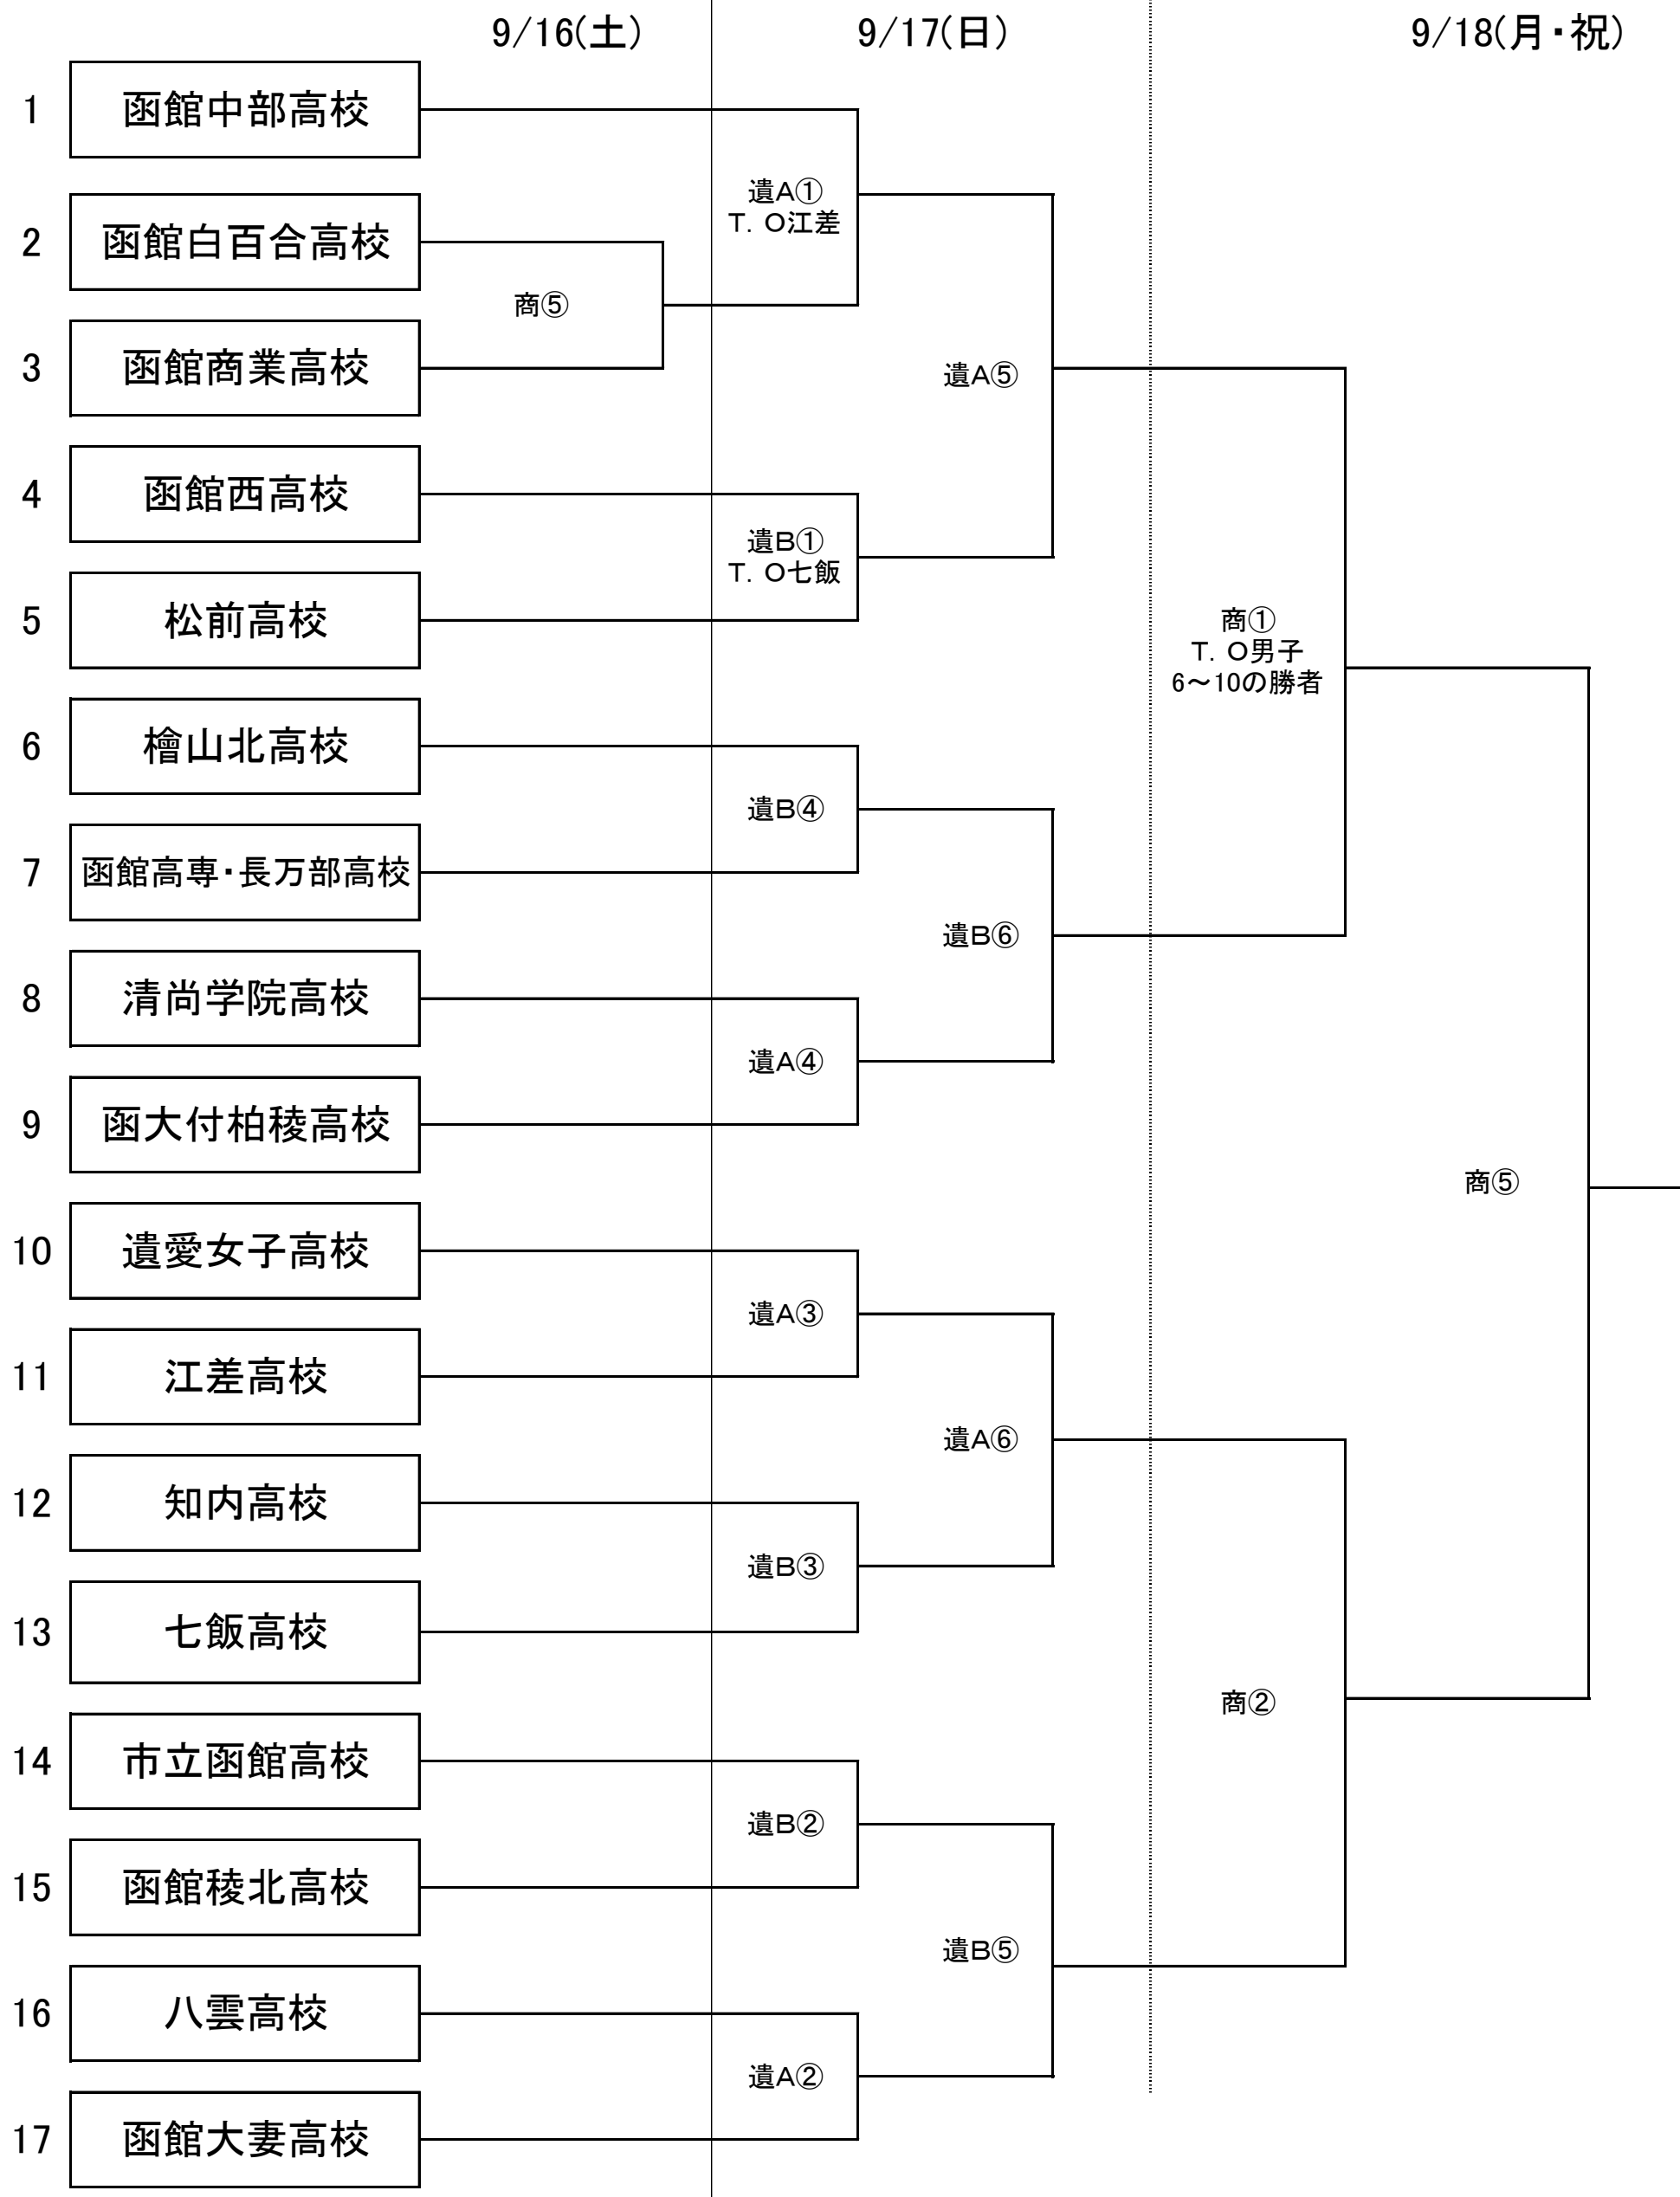 9/16(土) 9/17(日) 9/18(月・祝)
1 函館中部高校
遺A①
T. O江差
2 函館白百合高校
商⑤
3 函館商業高校
遺A⑤
4 函館西高校
遺B①
T. O七飯
5 松前高校
商①
T. O男子
6～10の勝者
6 檜山北高校
遺B④
7 函館高専・長万部高校
遺B⑥
8 清尚学院高校
遺A④
9 函大付柏稜高校
商⑤
10 遺愛女子高校
遺A③
11 江差高校
遺A⑥
12 知内高校
遺B③
13 七飯高校
商②
14 市立函館高校
遺B②
15 函館稜北高校
遺B⑤
16 八雲高校
遺A②
17 函館大妻高校